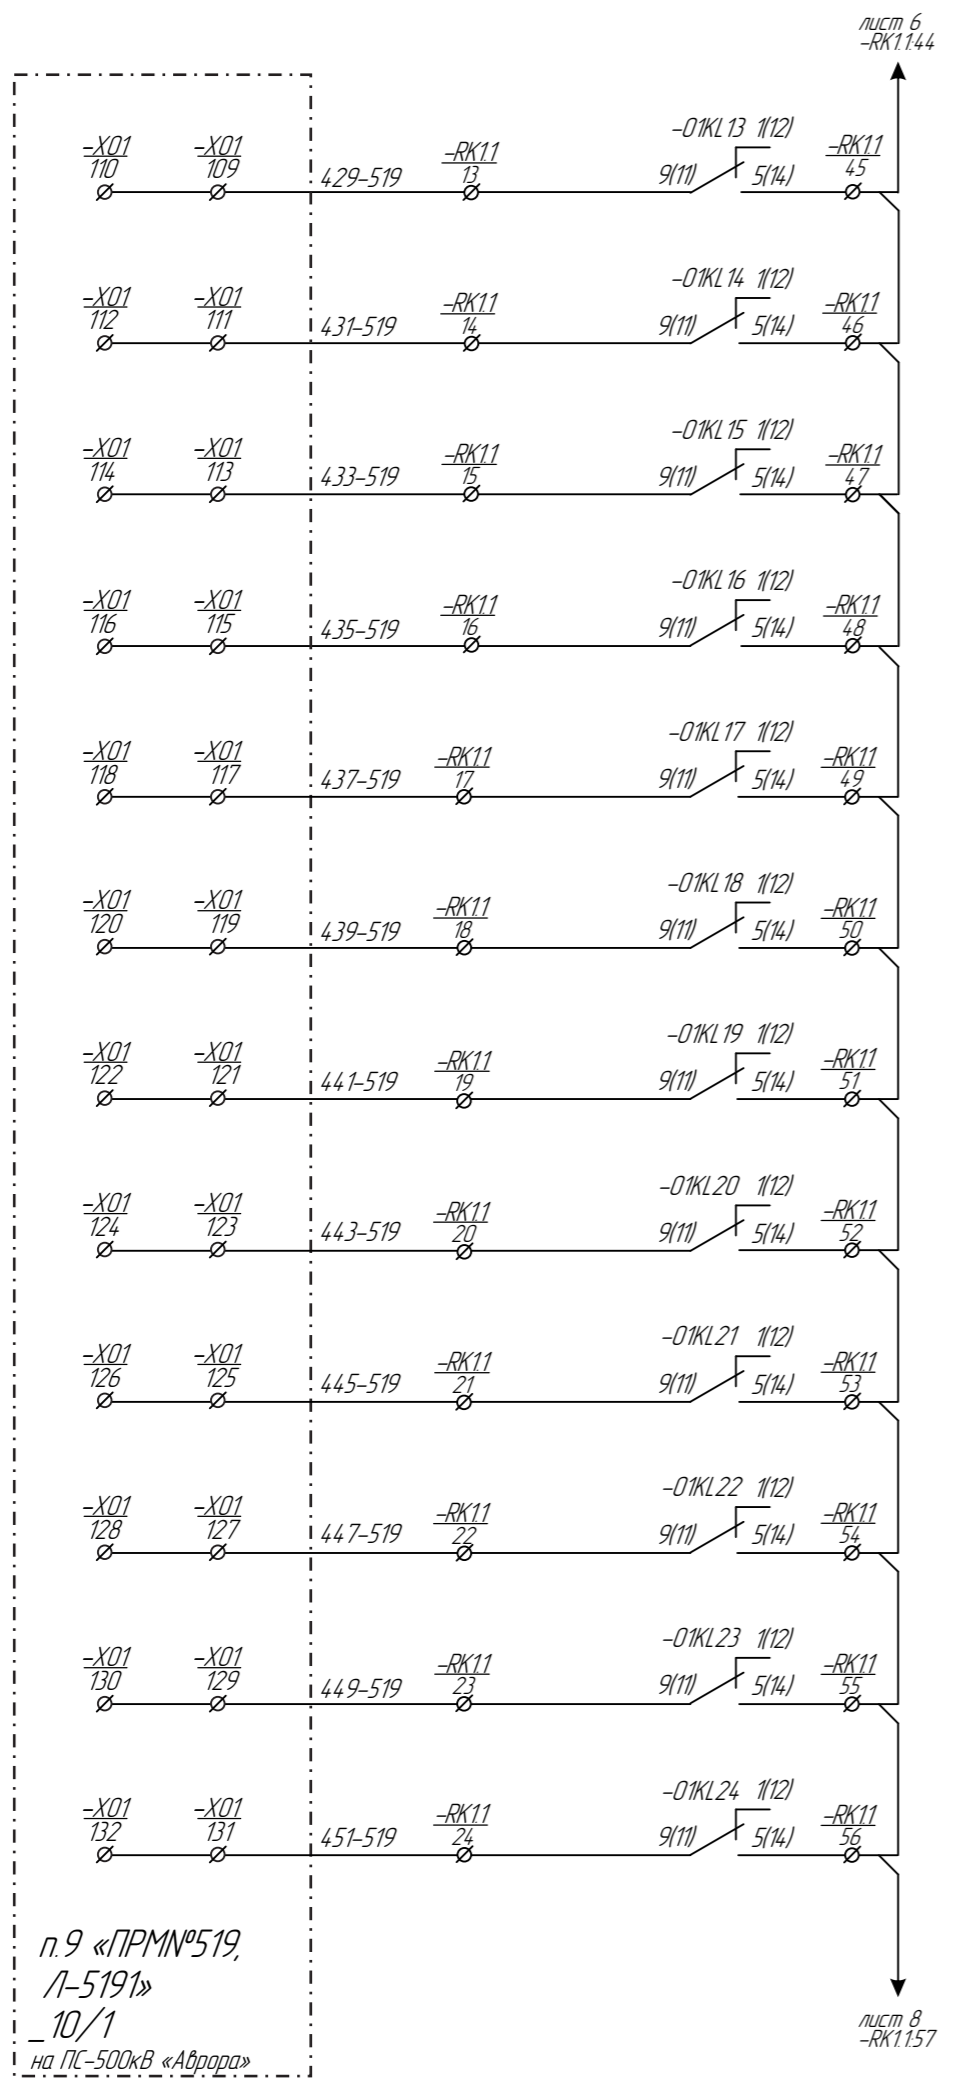 лист 6
-RK1.1:44
-X01 -X01 -RK1.1 -01KL13 1(12) -RK1.1
110 109 429-519 13 9(11) 5(14) 45
-X01 -X01 -RK1.1 -01KL14 1(12) -RK1.1
112 111 431-519 14 9(11) 5(14) 46
-X01 -X01 -RK1.1 -01KL15 1(12) -RK1.1
114 113 433-519 15 9(11) 5(14) 47
-X01 -X01 -RK1.1 -01KL16 1(12) -RK1.1
116 115 435-519 16 9(11) 5(14) 48
-X01 -X01 -RK1.1 -01KL17 1(12) -RK1.1
118 117 437-519 17 9(11) 5(14) 49
-X01 -X01 -RK1.1 -01KL18 1(12) -RK1.1
120 119 439-519 18 9(11) 5(14) 50
-X01 -X01 -RK1.1 -01KL19 1(12) -RK1.1
122 121 441-519 19 9(11) 5(14) 51
-X01 -X01 -RK1.1 -01KL20 1(12) -RK1.1
124 123 443-519 20 9(11) 5(14) 52
-X01 -X01 -RK1.1 -01KL21 1(12) -RK1.1
126 125 445-519 21 9(11) 5(14) 53
-X01 -X01 -RK1.1 -01KL22 1(12) -RK1.1
128 127 447-519 22 9(11) 5(14) 54
-X01 -X01 -RK1.1 -01KL23 1(12) -RK1.1
130 129 449-519 23 9(11) 5(14) 55
-X01 -X01 -RK1.1 -01KL24 1(12) -RK1.1
132 131 451-519 24 9(11) 5(14) 56
п.9 «ПРМ№519,
Л-5191»
_10/1
на ПС-500кВ «Аврора»
лист 8
-RK1.1:57